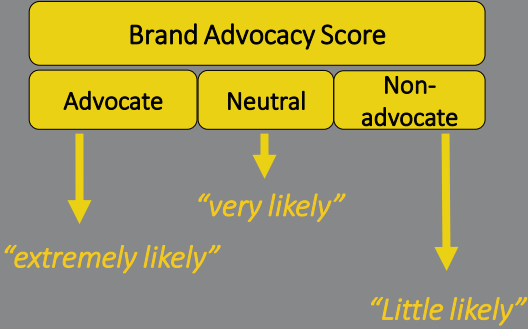 Brand Advocacy Score
Advocate
Neutral
Non-
advocate
“very likely”
“extremely likely”
“Little likely”